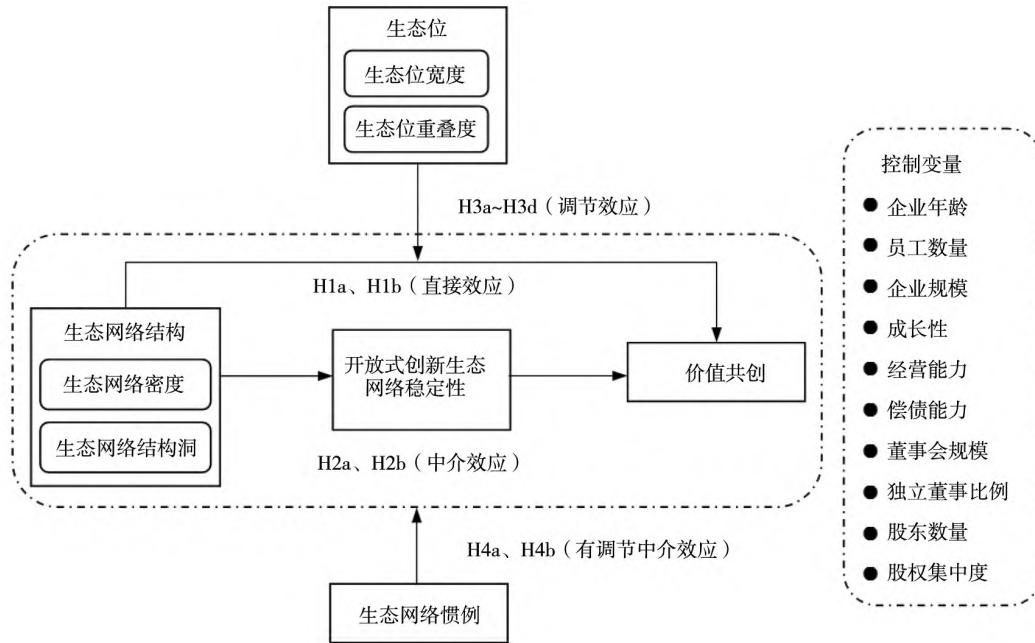 生态位
生态位宽度
生态位重叠度
H3a~H3d（调节效应）
H1a、H1b（直接效应）
生态网络结构
生态网络密度
生态网络结构洞
开放式创新生态
网络稳定性
价值共创
H2a、H2b（中介效应）
H4a、H4b（有调节中介效应）
生态网络惯例
控制变量
● 企业年龄
● 员工数量
● 企业规模
● 成长性
● 经营能力
● 偿债能力
● 董事会规模
● 独立董事比例
● 股东数量
● 股权集中度